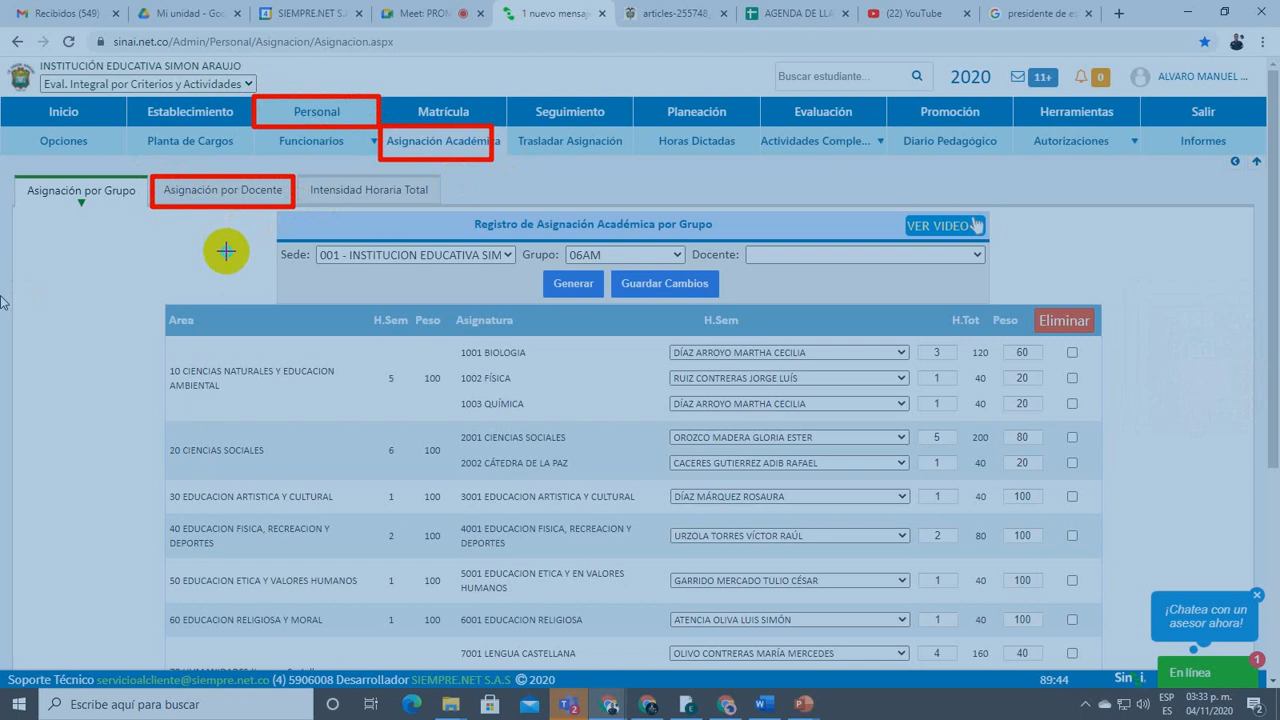 Recibidos (549)
Mi unidad - Goo
SIEMPRE.NET S.A.S
Meet: PROM
1 nuevo mensaje
articles-255748_
AGENDA DE LLA
(22) YouTube
presidente de es
sinai.net.co/Admin/Personal/Asignacion/Asignacion.aspx
INSTITUCIÓN EDUCATIVA SIMON ARAUJO
Eval. Integral por Criterios y Actividades
Buscar estudiante...
2020
11+
0
ALVARO MANUEL ...
Inicio Establecimiento Personal Matrícula Seguimiento Planeación Evaluación Promoción Herramientas Salir
Opciones Planta de Cargos Funcionarios Asignación Académica Trasladar Asignación Horas Dictadas Actividades Comple... Diario Pedagógico Autorizaciones Informes
Asignación por Grupo Asignación por Docente Intensidad Horaria Total
Registro de Asignación Académica por Grupo VER VIDEO
Sede: 001 - INSTITUCION EDUCATIVA SIM Grupo: 06AM Docente:
Generar Guardar Cambios
Area H.Sem Peso Asignatura H.Sem H.Tot Peso Eliminar
1001 BIOLOGIA DÍAZ ARROYO MARTHA CECILIA 3 120 60
10 CIENCIAS NATURALES Y EDUCACION
AMBIENTAL 5 100 1002 FÍSICA RUIZ CONTRERAS JORGE LUÍS 1 40 20
1003 QUÍMICA DÍAZ ARROYO MARTHA CECILIA 1 40 20
2001 CIENCIAS SOCIALES OROZCO MADERA GLORIA ESTER 5 200 80
20 CIENCIAS SOCIALES 6 100
2002 CÁTEDRA DE LA PAZ CACERES GUTIERREZ ADIB RAFAEL 1 40 20
30 EDUCACION ARTISTICA Y CULTURAL 1 100 3001 EDUCACION ARTISTICA Y CULTURAL DÍAZ MÁRQUEZ ROSAURA 1 40 100
40 EDUCACION FISICA, RECREACION Y
DEPORTES 2 100 4001 EDUCACION FISICA, RECREACION Y
DEPORTES URZOLA TORRES VÍCTOR RAÚL 2 80 100
50 EDUCACION ETICA Y VALORES HUMANOS 1 100 5001 EDUCACION ETICA Y EN VALORES
HUMANOS GARRIDO MERCADO TULIO CÉSAR 1 40 100
60 EDUCACION RELIGIOSA Y MORAL 1 100 6001 EDUCACION RELIGIOSA ATENCIA OLIVA LUIS SIMÓN 1 40 100
7001 LENGUA CASTELLANA OLIVO CONTRERAS MARÍA MERCEDES 4 160 40
¡Chatea con un
asesor ahora!
En línea
1
Soporte Técnico servicioalcliente@siempre.net.co (4) 5906008 Desarrollador SIEMPRE.NET S.A.S © 2020 89:44
Escribe aquí para buscar
ESP
ES
03:33 p. m.
04/11/2020
2